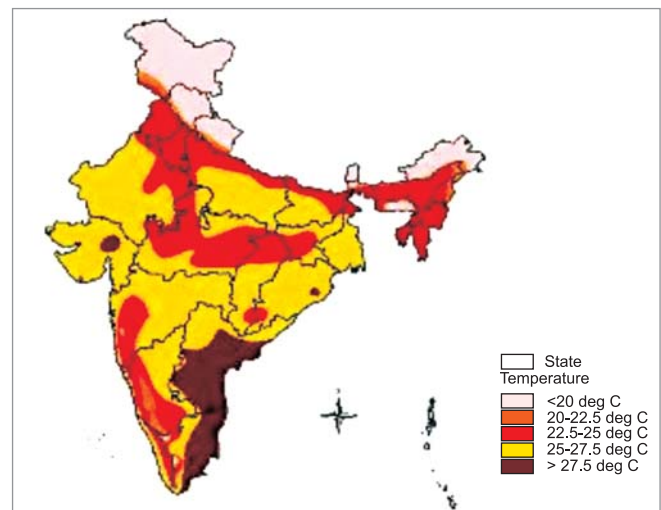 State
Temperature
<20 deg C
20-22.5 deg C
22.5-25 deg C
25-27.5 deg C
> 27.5 deg C